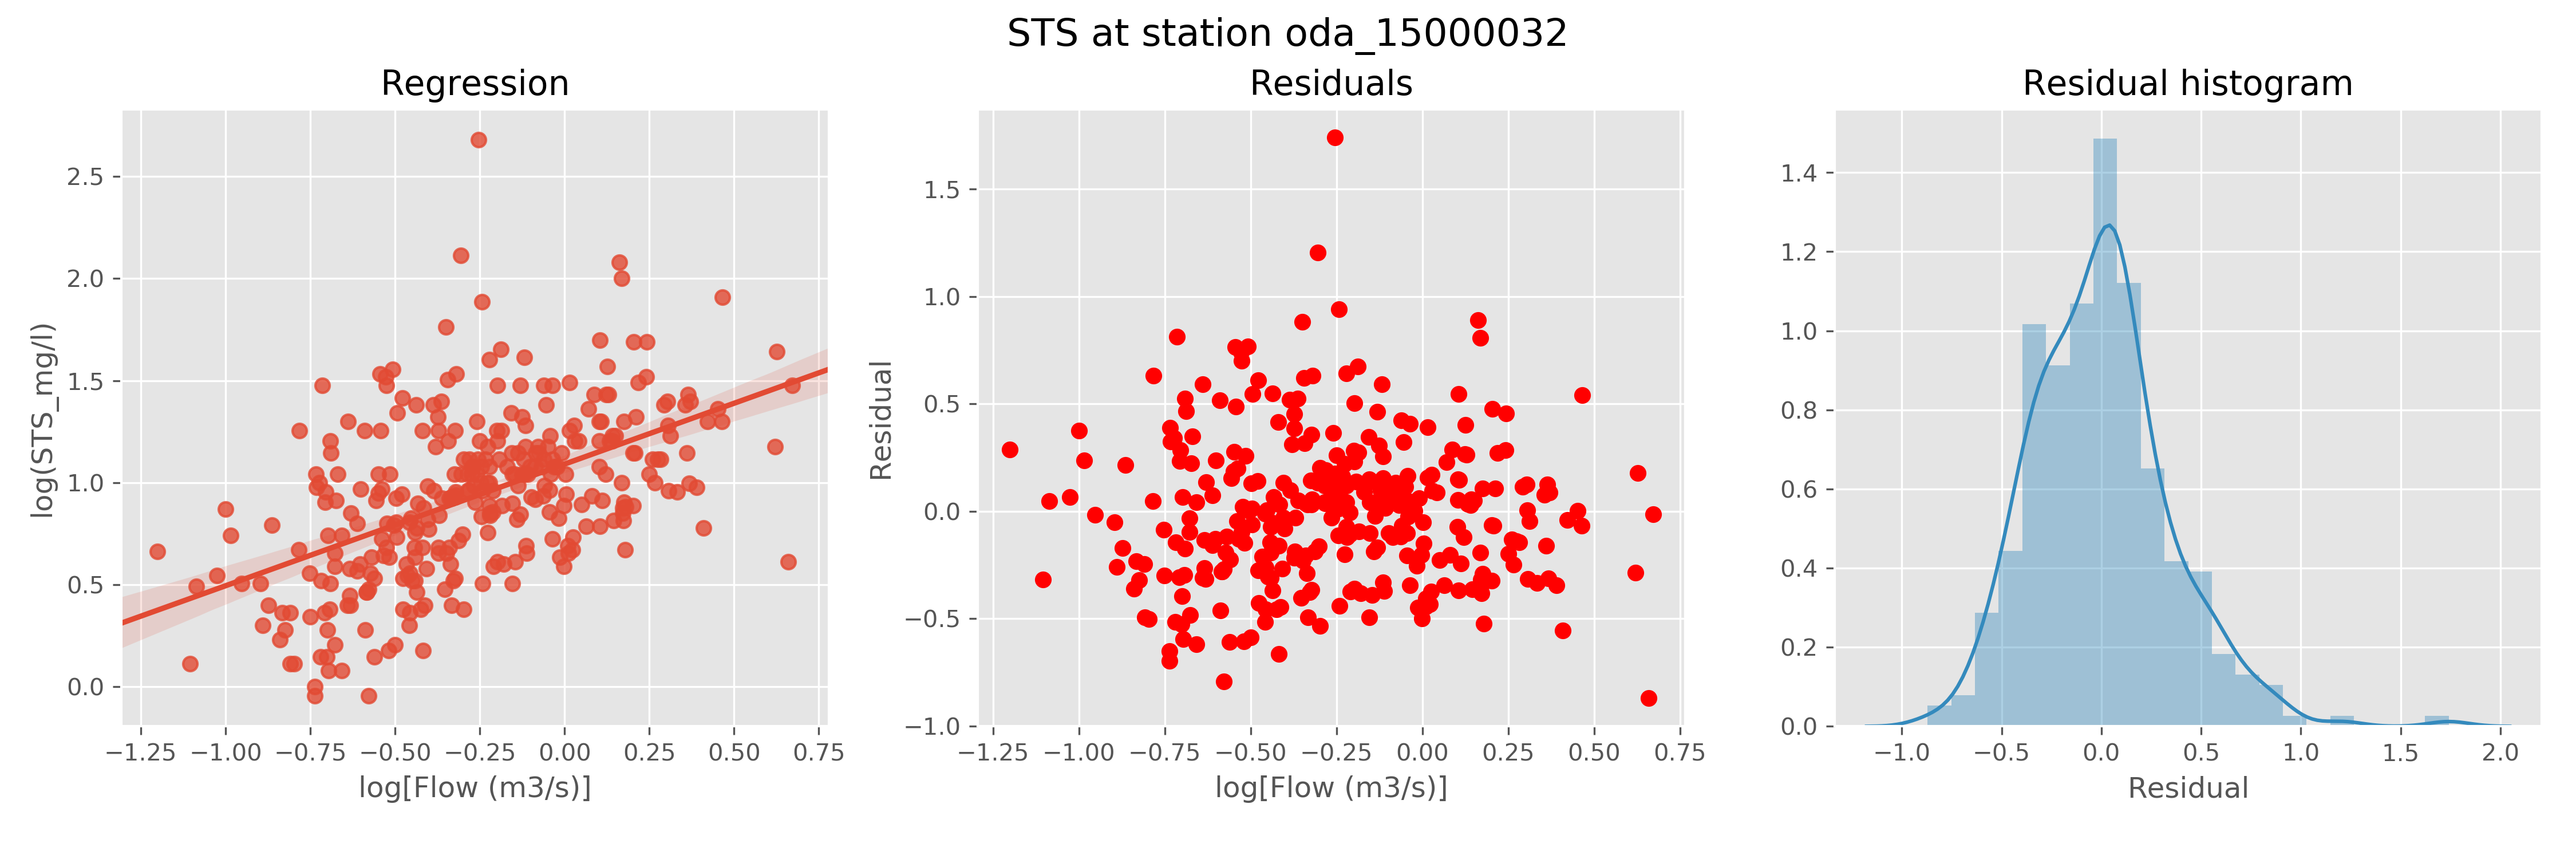 STS at station oda_15000032
Regression
Residuals
Residual histogram
2.5
2.0
1.5
1.0
0.5
0.0
log(STS_mg/l)
−1.25 −1.00 −0.75 −0.50 −0.25 0.00 0.25 0.50 0.75
log[Flow (m3/s)]
1.5
1.0
0.5
0.0
−0.5
−1.0
Residual
−1.25 −1.00 −0.75 −0.50 −0.25 0.00 0.25 0.50 0.75
log[Flow (m3/s)]
1.4
1.2
1.0
0.8
0.6
0.4
0.2
0.0
−1.0 −0.5 0.0 0.5 1.0 1.5 2.0
Residual